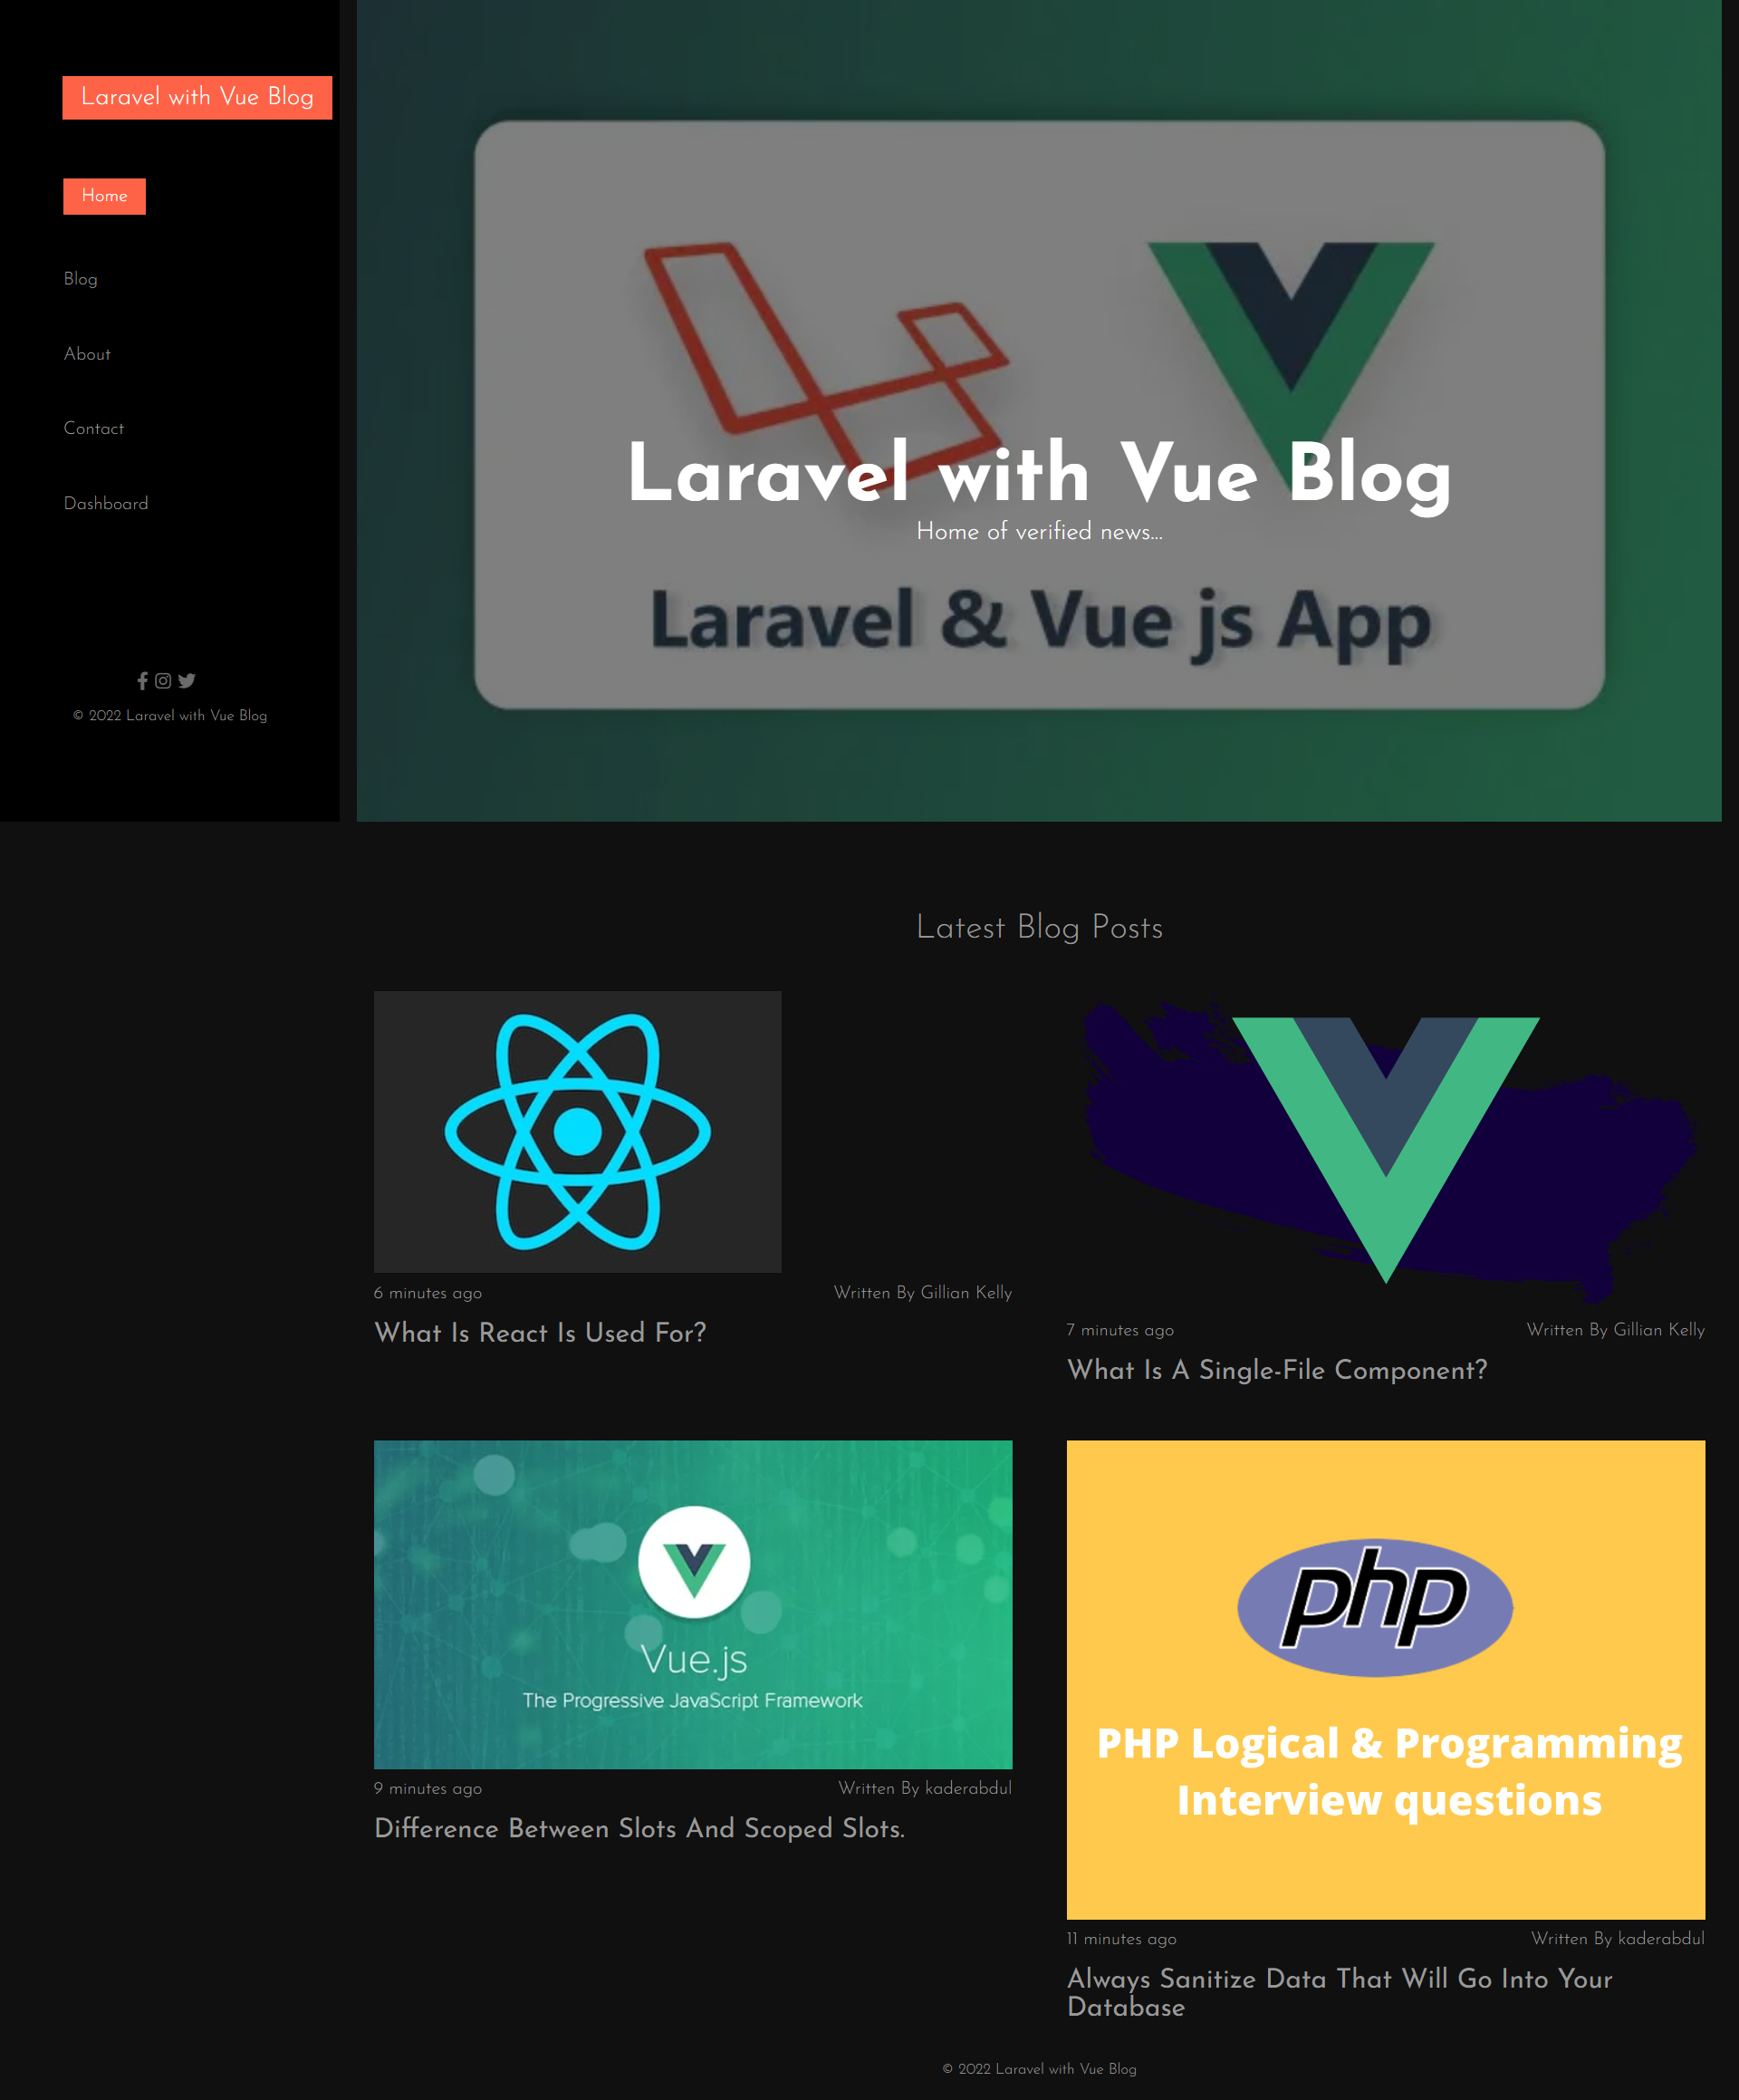 Laravel with Vue Blog
Home
Blog
About
Contact
Dashboard
© 2022 Laravel with Vue Blog
Laravel with Vue Blog
Home of verified news...
Laravel & Vue js App
Latest Blog Posts
6 minutes ago
Written By Gillian Kelly
What Is React Is Used For?
7 minutes ago
Written By Gillian Kelly
What Is A Single-File Component?
Vue.js
The Progressive JavaScript Framework
9 minutes ago
Written By kaderabdul
Difference Between Slots And Scoped Slots.
php
PHP Logical & Programming
Interview questions
11 minutes ago
Written By kaderabdul
Always Sanitize Data That Will Go Into Your
Database
© 2022 Laravel with Vue Blog